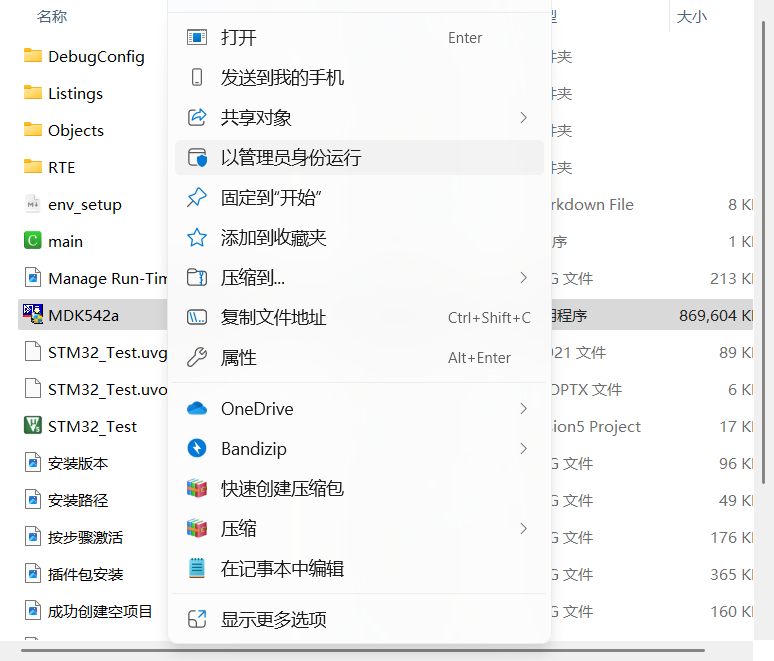 名称 型 大小
打开 Enter
DebugConfig 件夹
发送到我的手机
Listings 件夹
共享对象
Objects 件夹
以管理员身份运行
RTE 件夹
固定到“开始”
env_setup rkdown File 8 K
添加到收藏夹
main 序 1 K
压缩到...
Manage Run-Tim G 文件 213 K
复制文件地址 Ctrl+Shift+C
MDK542a 用程序 869,604 K
STM32_Test.uvg 021 文件 89 K
属性 Alt+Enter
STM32_Test.uvo OPTX 文件 6 K
OneDrive
STM32_Test sion5 Project 17 K
Bandizip
安装版本 G 文件 96 K
快速创建压缩包
安装路径 G 文件 49 K
压缩
按步骤激活 G 文件 176 K
在记事本中编辑
插件包安装 G 文件 365 K
成功创建空项目 G 文件 160 K
显示更多选项